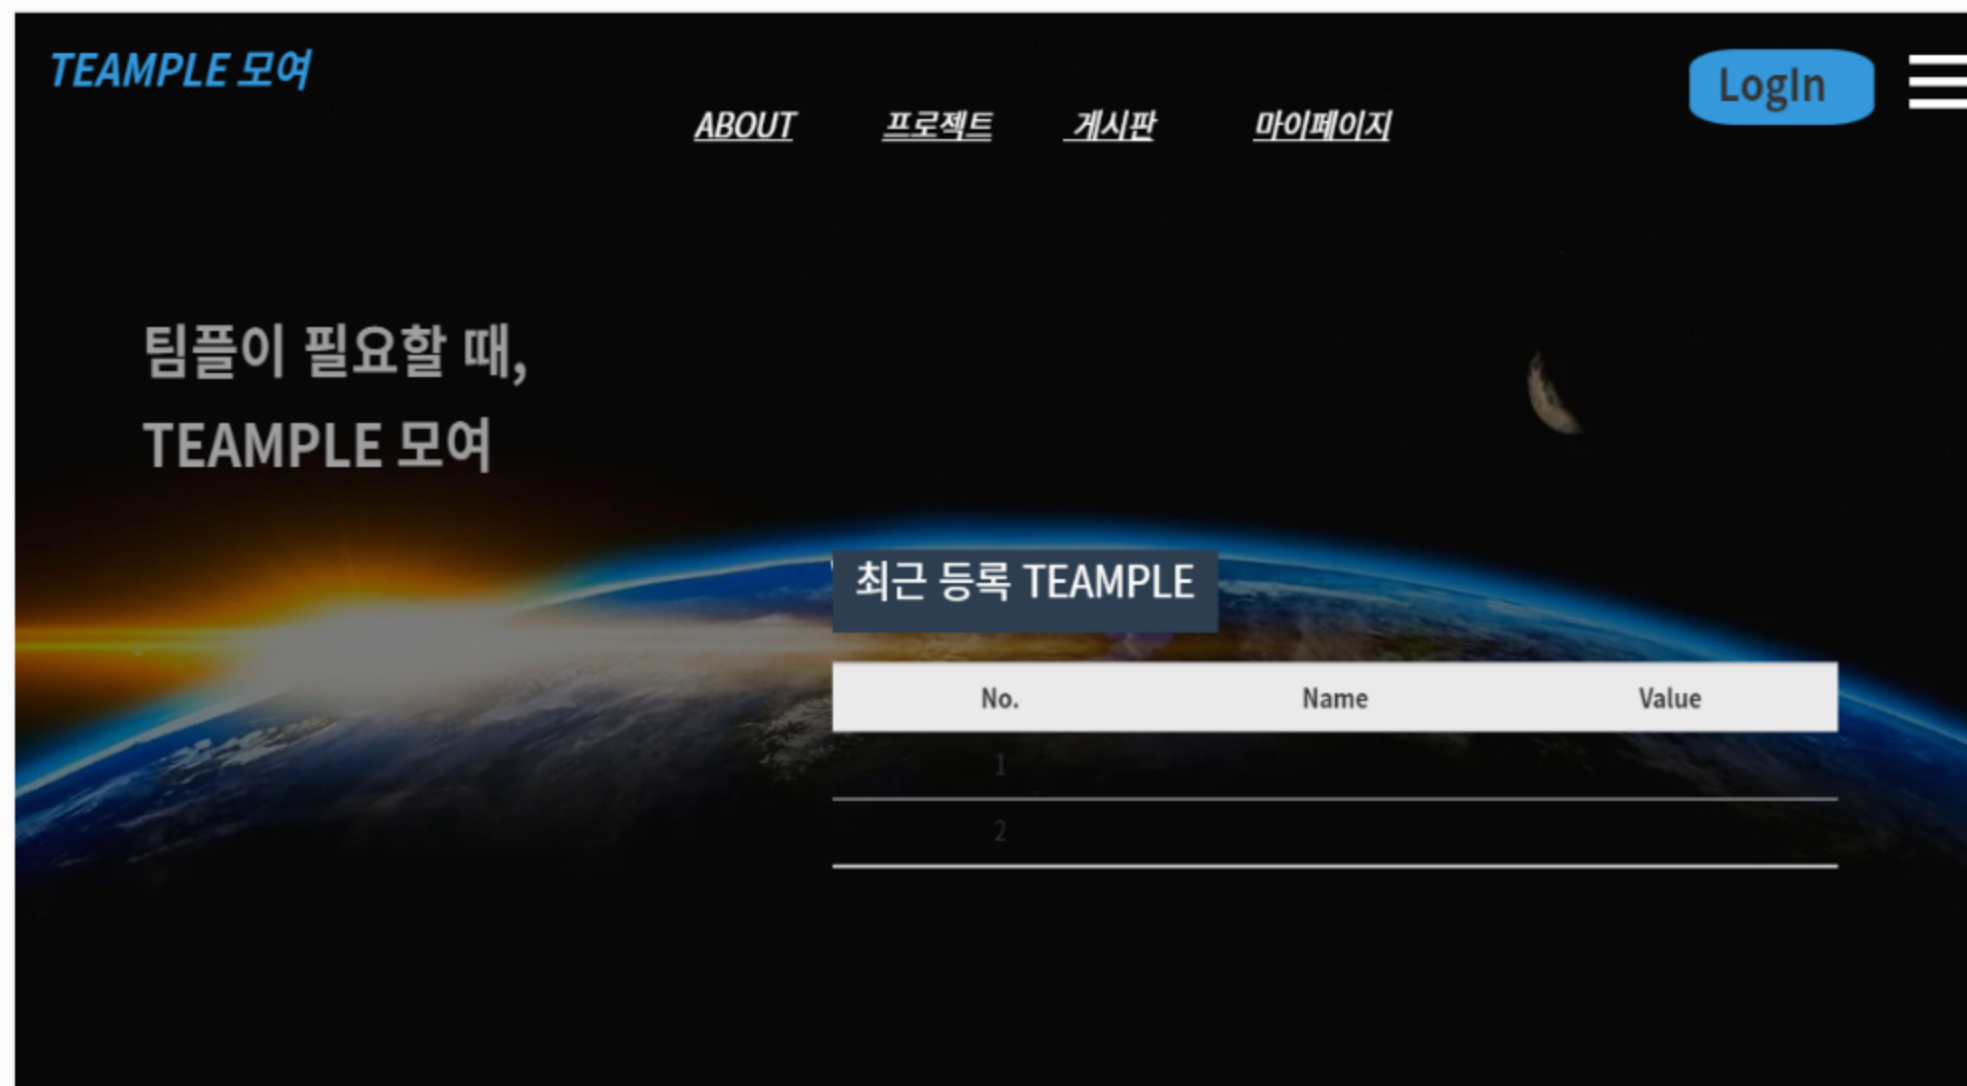 TEAMPLE 모여
LogIn
ABOUT 프로젝트 게시판 마이페이지
팀플이 필요할 때,
TEAMPLE 모여
최근 등록 TEAMPLE
No. Name Value
1
2